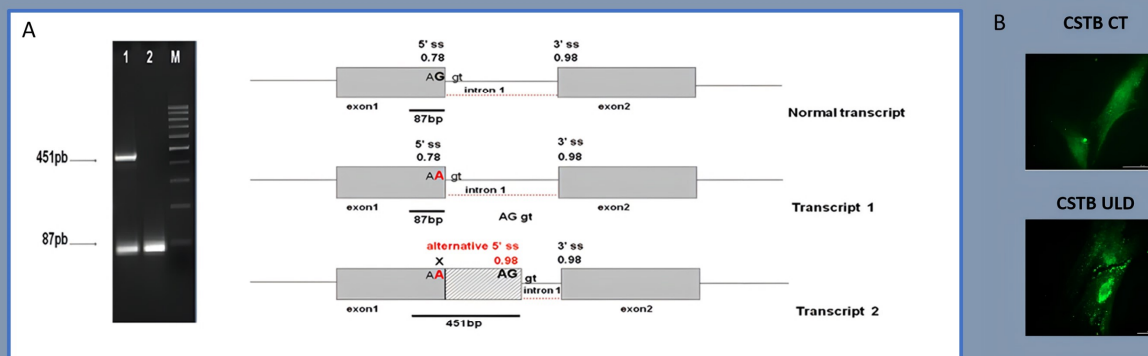 A
1 2 M
451pb
87pb
5' ss
0.78
3' ss
0.98
AG gt
intron 1
exon1
exon2
87bp
Normal transcript
5' ss
0.78
3' ss
0.98
AA gt
intron 1
exon1
exon2
87bp
AG gt
Transcript 1
alternative 5' ss
X
0.98
3' ss
0.98
AA
AG
gt
intron 1
exon1
exon2
451bp
Transcript 2
B
CSTB CT
CSTB ULD